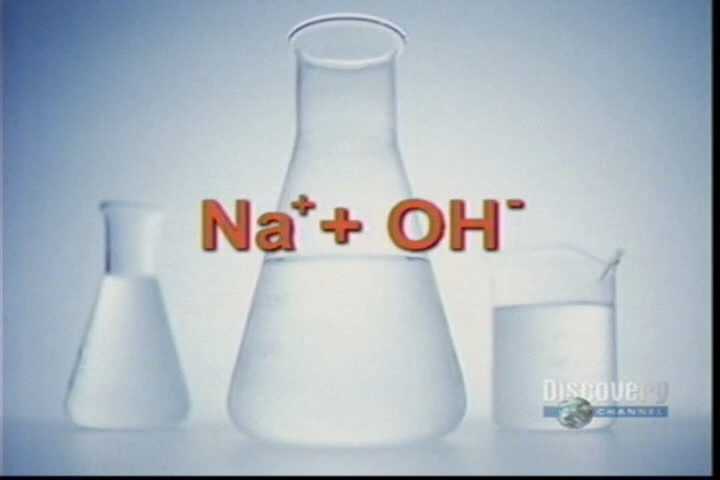 Na⁺ + OH⁻
Discovery
CHANNEL